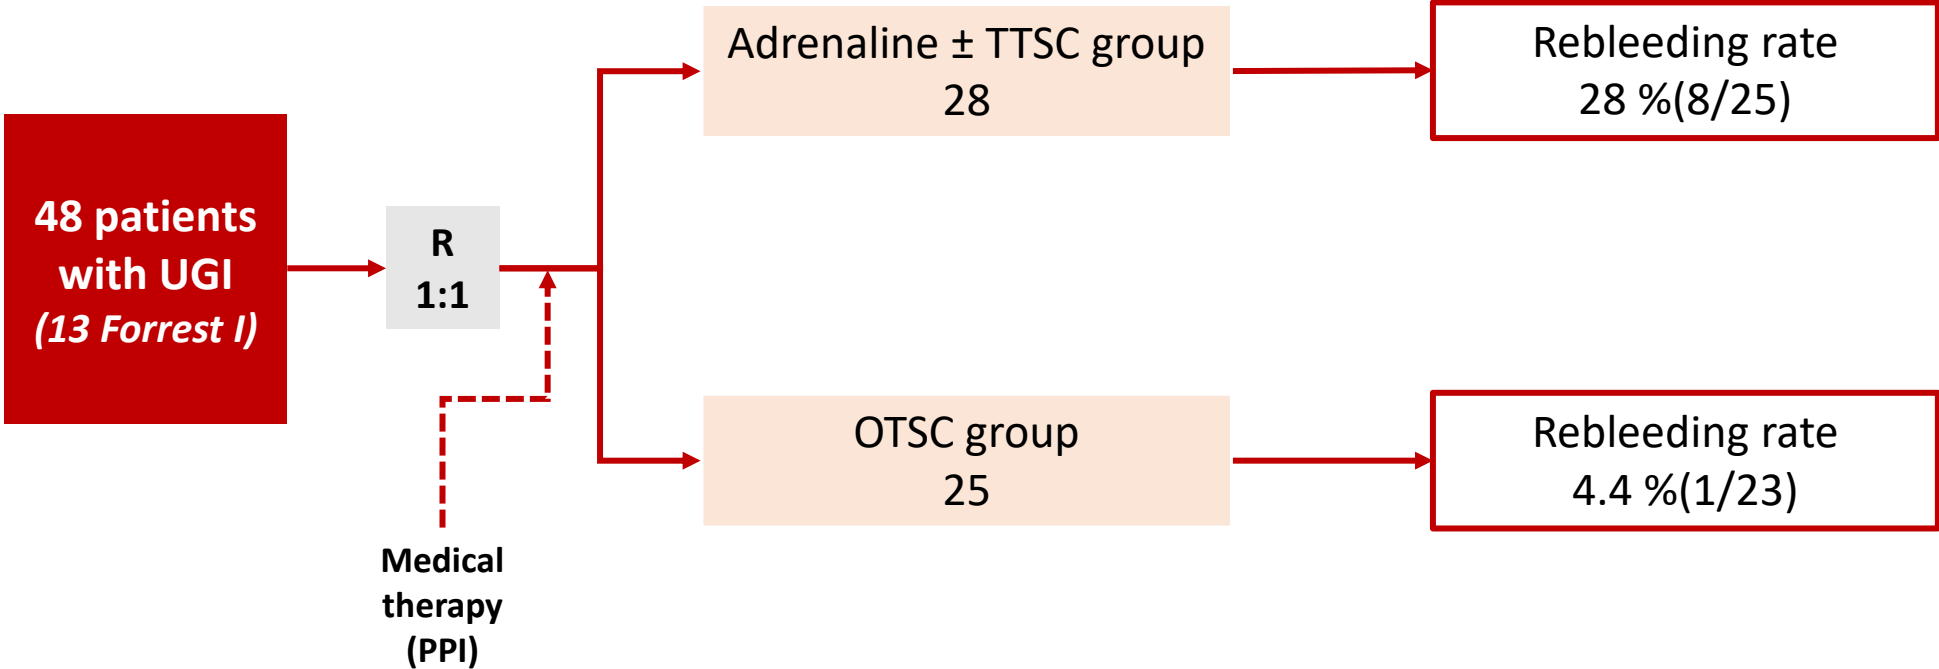 48 patients
with UGI
(13 Forrest I)
R
1:1
Medical
therapy
(PPI)
Adrenaline ± TTSC group
28
Rebleeding rate
28 %(8/25)
OTSC group
25
Rebleeding rate
4.4 %(1/23)